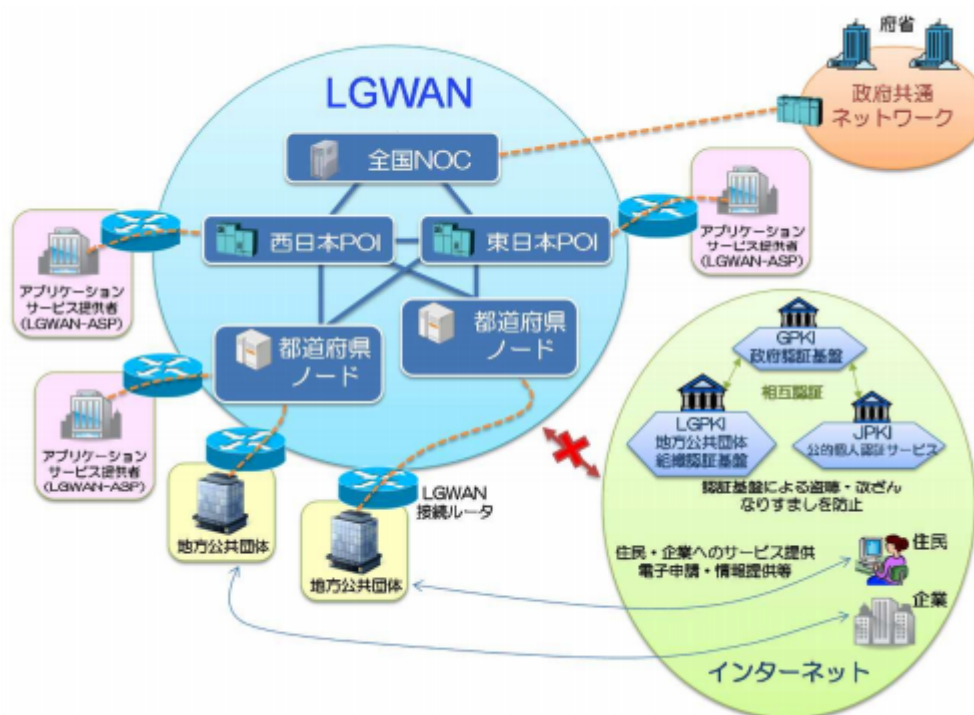 府省
政府共通
ネットワーク
LGWAN
全国NOC
西日本POI
東日本POI
アプリケーション
サービス提供者
(LGWAN-ASP)
アプリケーション
サービス提供者
(LGWAN-ASP)
都道府県
ノード
都道府県
ノード
アプリケーション
サービス提供者
(LGWAN-ASP)
地方公共団体
地方公共団体
LGWAN
接続ルータ
GPKI
政府認証基盤
相互認証
LGPKI
地方公共団体
組織認証基盤
JPKI
公的個人認証サービス
認証基盤による盗聴・改ざん
なりすましを防止
住民・企業へのサービス提供
電子申請・情報提供等
住民
企業
インターネット